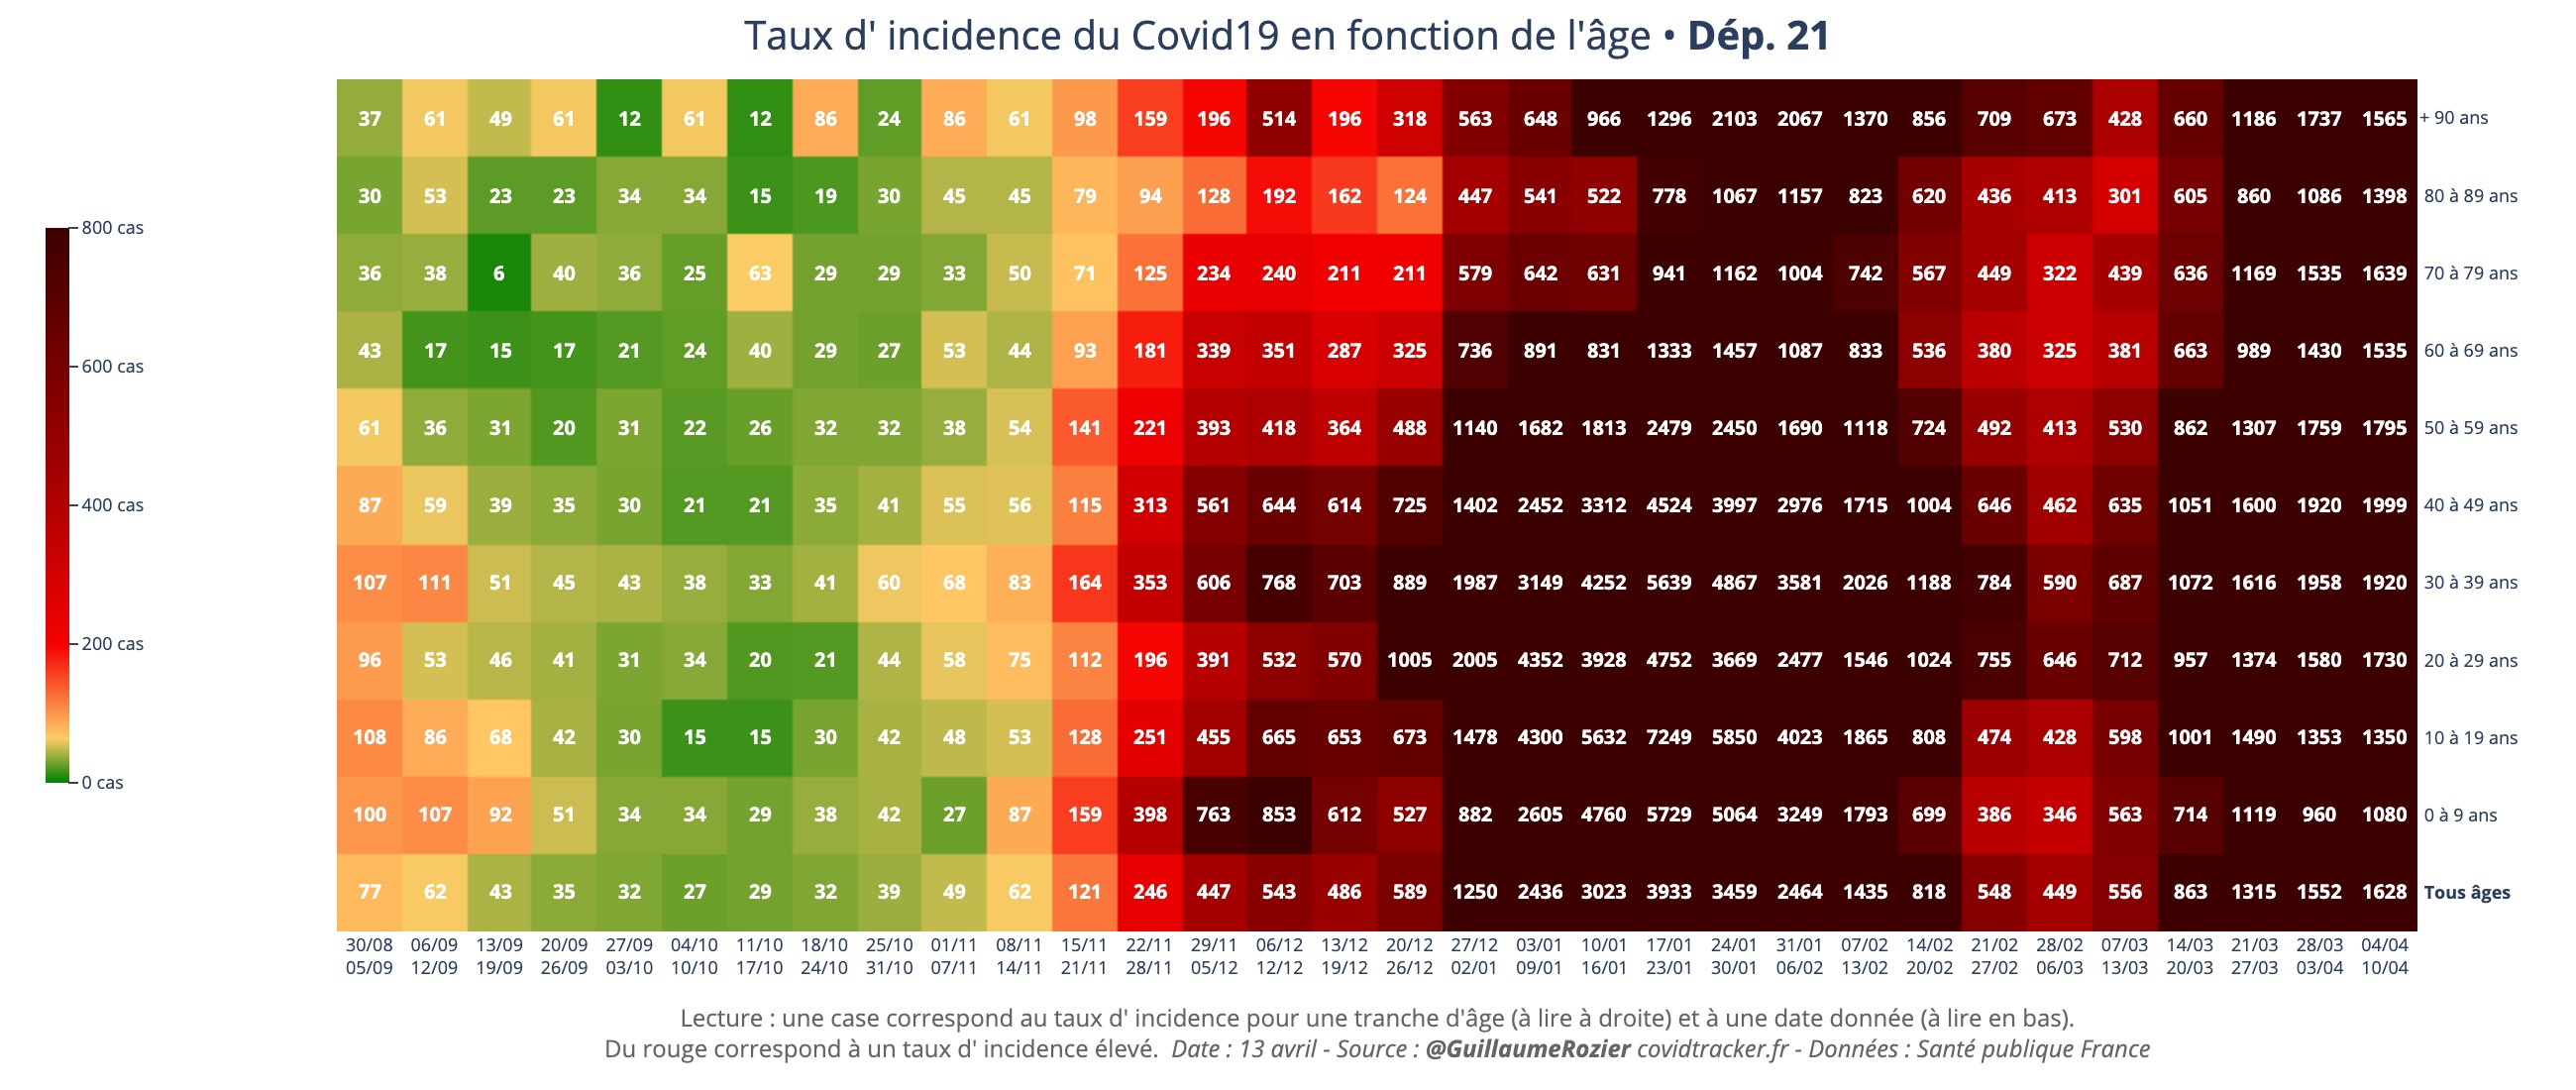 Taux d' incidence du Covid19 en fonction de l'âge • Dép. 21
37 61 49 61 12 61 12 86 24 86 61 98 159 196 514 196 318 563 648 966 1296 2103 2067 1370 856 709 673 428 660 1186 1737 1565 + 90 ans
30 53 23 23 34 34 15 19 30 45 45 79 94 128 192 162 124 447 541 522 778 1067 1157 823 620 436 413 301 605 860 1086 1398 80 à 89 ans
800 cas
36 38 6 40 36 25 63 29 29 33 50 71 125 234 240 211 211 579 642 631 941 1162 1004 742 567 449 322 439 636 1169 1535 1639 70 à 79 ans
43 17 15 17 21 24 40 29 27 53 44 93 181 339 351 287 325 736 891 831 1333 1457 1087 833 536 380 325 381 663 989 1430 1535 60 à 69 ans
600 cas
61 36 31 20 31 22 26 32 32 38 54 141 221 393 418 364 488 1140 1682 1813 2479 2450 1690 1118 724 492 413 530 862 1307 1759 1795 50 à 59 ans
400 cas
87 59 39 35 30 21 21 35 41 55 56 115 313 561 644 614 725 1402 2452 3312 4524 3997 2976 1715 1004 646 462 635 1051 1600 1920 1999 40 à 49 ans
107 111 51 45 43 38 33 41 60 68 83 164 353 606 768 703 889 1987 3149 4252 5639 4867 3581 2026 1188 784 590 687 1072 1616 1958 1920 30 à 39 ans
200 cas
96 53 46 41 31 34 20 21 44 58 75 112 196 391 532 570 1005 2005 4352 3928 4752 3669 2477 1546 1024 755 646 712 957 1374 1580 1730 20 à 29 ans
108 86 68 42 30 15 15 30 42 48 53 128 251 455 665 653 673 1478 4300 5632 7249 5850 4023 1865 808 474 428 598 1001 1490 1353 1350 10 à 19 ans
0 cas
100 107 92 51 34 34 29 38 42 27 87 159 398 763 853 612 527 882 2605 4760 5729 5064 3249 1793 699 386 346 563 714 1119 960 1080 0 à 9 ans
77 62 43 35 32 27 29 32 39 49 62 121 246 447 543 486 589 1250 2436 3023 3933 3459 2464 1435 818 548 449 556 863 1315 1552 1628 Tous âges
30/08 06/09 13/09 20/09 27/09 04/10 11/10 18/10 25/10 01/11 08/11 15/11 22/11 29/11 06/12 13/12 20/12 27/12 03/01 10/01 17/01 24/01 31/01 07/02 14/02 21/02 28/02 07/03 14/03 21/03 28/03 04/04
05/09 12/09 19/09 26/09 03/10 10/10 17/10 24/10 31/10 07/11 14/11 21/11 28/11 05/12 12/12 19/12 26/12 02/01 09/01 16/01 23/01 30/01 06/02 13/02 20/02 27/02 06/03 13/03 20/03 27/03 03/04 10/04
Lecture : une case correspond au taux d' incidence pour une tranche d'âge (à lire à droite) et à une date donnée (à lire en bas).
Du rouge correspond à un taux d' incidence élevé. Date : 13 avril - Source : @GuillaumeRozier covidtracker.fr - Données : Santé publique France